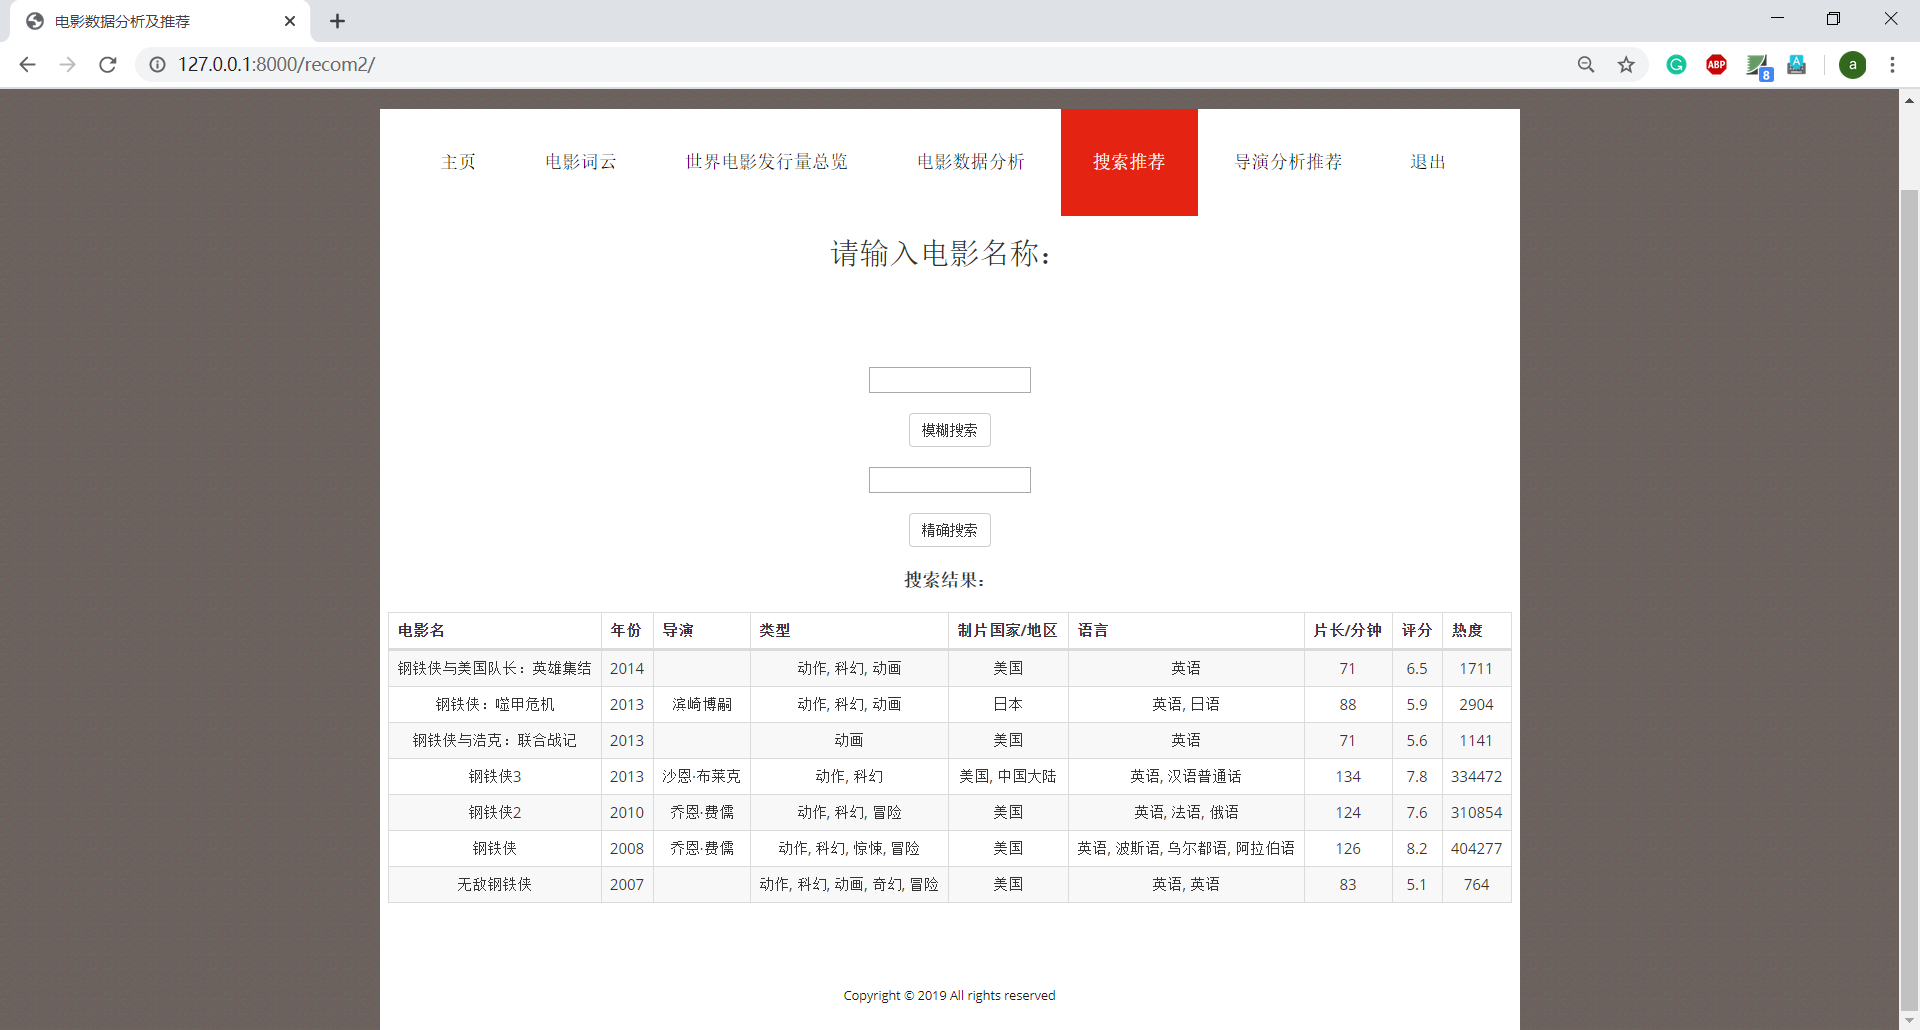 电影数据分析及推荐
127.0.0.1:8000/recom2/
ABP
8
A
a
主页 电影词云 世界电影发行量总览 电影数据分析 搜索推荐 导演分析推荐 退出
请输入电影名称：
模糊搜索
精确搜索
搜索结果：
电影名 年份 导演 类型 制片国家/地区 语言 片长/分钟 评分 热度
钢铁侠与美国队长：英雄集结 2014 动作, 科幻, 动画 美国 英语 71 6.5 1711
钢铁侠：噬甲危机 2013 滨崎博嗣 动作, 科幻, 动画 日本 英语, 日语 88 5.9 2904
钢铁侠与浩克：联合战记 2013 动画 美国 英语 71 5.6 1141
钢铁侠3 2013 沙恩·布莱克 动作, 科幻 美国, 中国大陆 英语, 汉语普通话 134 7.8 334472
钢铁侠2 2010 乔恩·费儒 动作, 科幻, 冒险 美国 英语, 法语, 俄语 124 7.6 310854
钢铁侠 2008 乔恩·费儒 动作, 科幻, 惊悚, 冒险 美国 英语, 波斯语, 乌尔都语, 阿拉伯语 126 8.2 404277
无敌钢铁侠 2007 动作, 科幻, 动画, 奇幻, 冒险 美国 英语, 英语 83 5.1 764
Copyright © 2019 All rights reserved